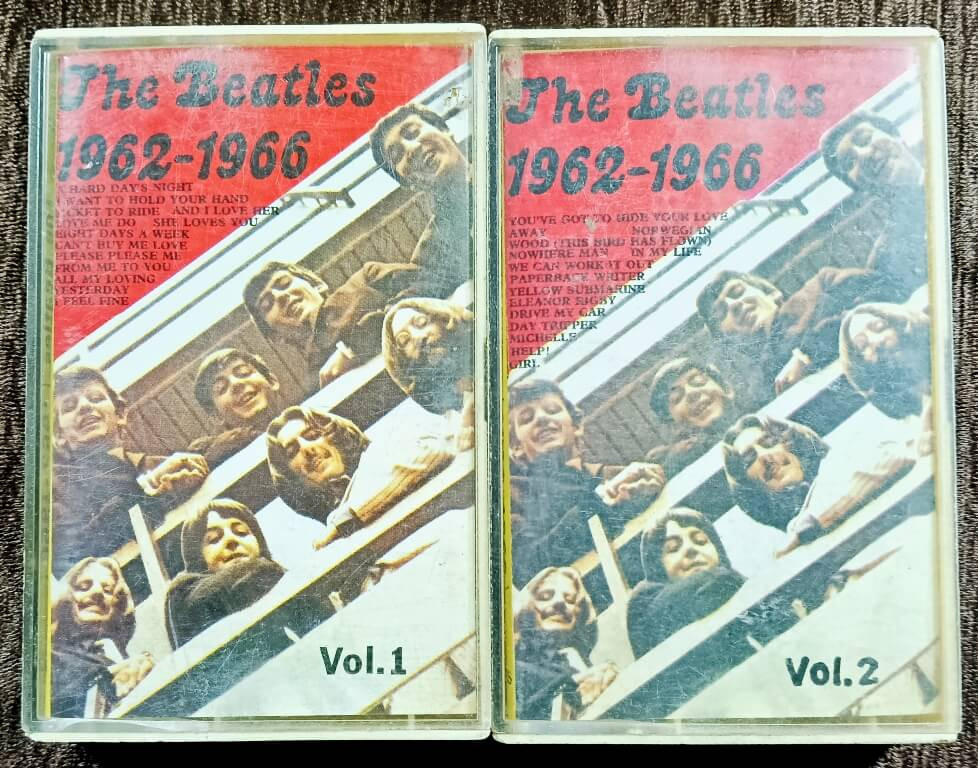 The Beatles
1962-1966
A HARD DAY'S NIGHT
I WANT TO HOLD YOUR HAND
TICKET TO RIDE AND I LOVE HER
LOVE ME DO SHE LOVES YOU
EIGHT DAYS A WEEK
CAN'T BUY ME LOVE
PLEASE PLEASE ME
FROM ME TO YOU
ALL MY LOVING
YESTERDAY
I FEEL FINE
Vol.1
The Beatles
1962-1966
YOU'VE GOT TO HIDE YOUR LOVE
AWAY NORWEGIAN
WOOD (THIS BIRD HAS FLOWN)
NOWHERE MAN IN MY LIFE
WE CAN WORK IT OUT
PAPERBACK WRITER
YELLOW SUBMARINE
ELEANOR RIGBY
DRIVE MY CAR
DAY TRIPPER
MICHELLE
HELP!
GIRL
Vol.2